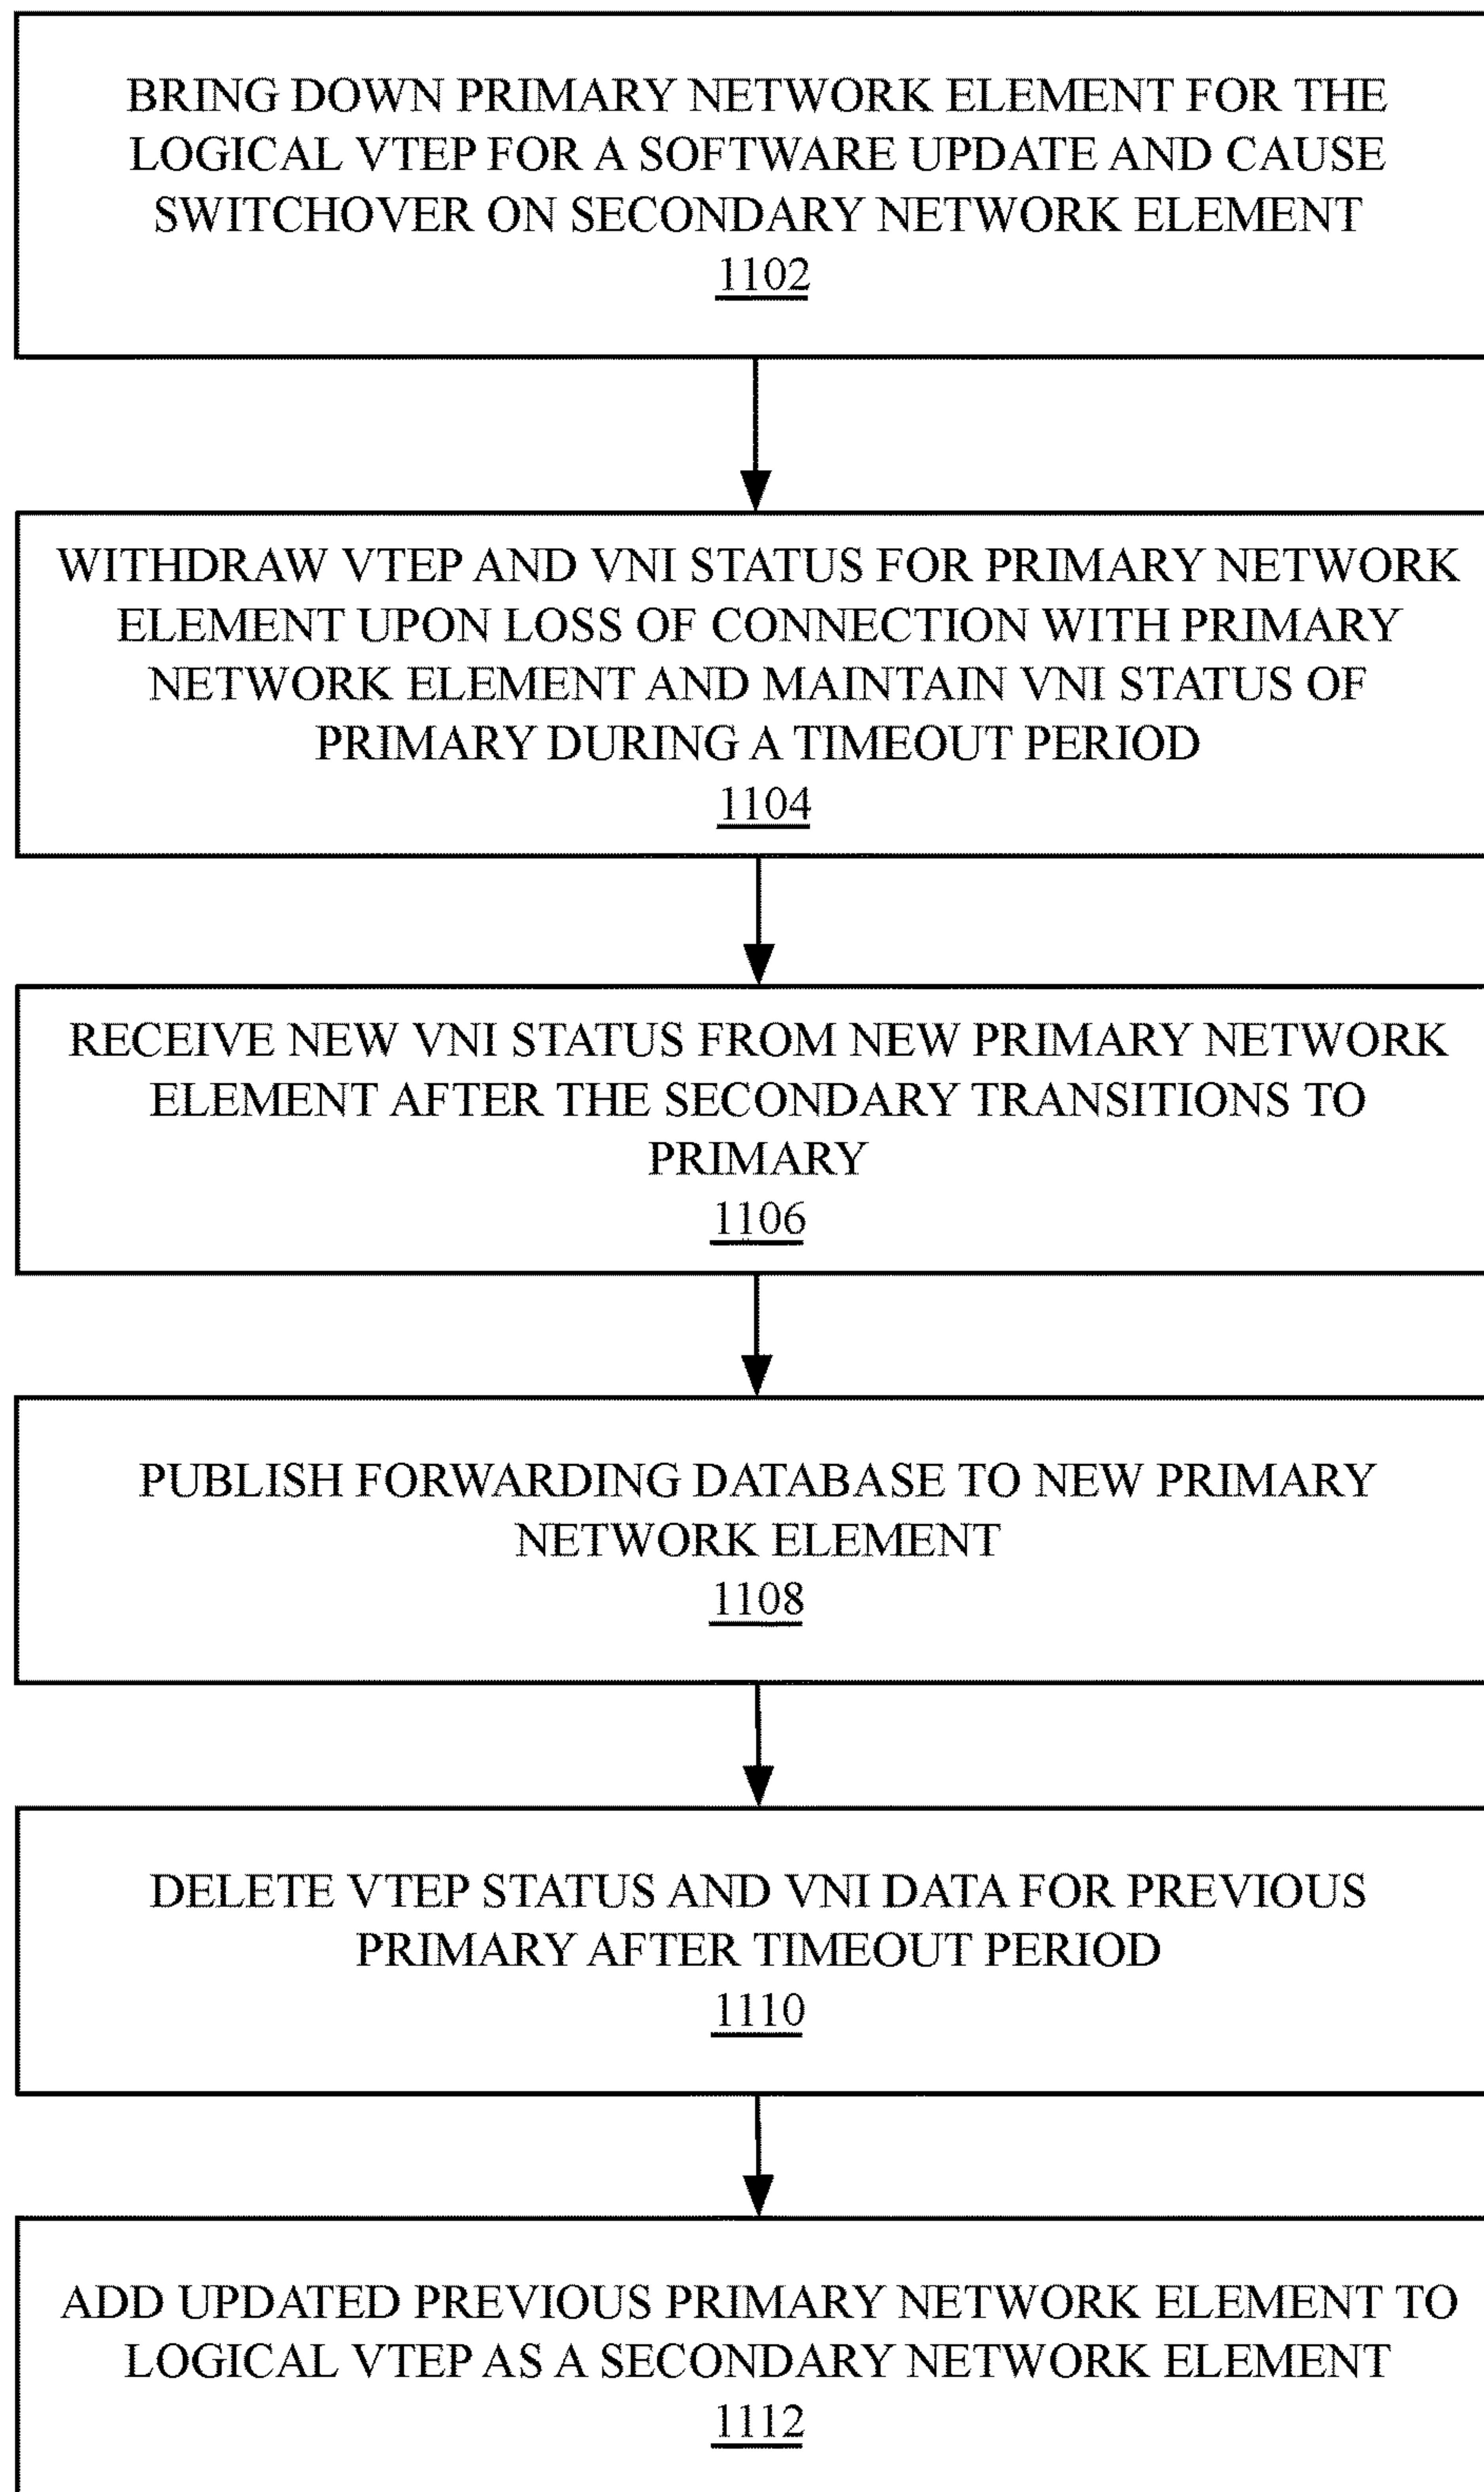 BRING DOWN PRIMARY NETWORK ELEMENT FOR THE
LOGICAL VTEP FOR A SOFTWARE UPDATE AND CAUSE
SWITCHOVER ON SECONDARY NETWORK ELEMENT
1102
WITHDRAW VTEP AND VNI STATUS FOR PRIMARY NETWORK
ELEMENT UPON LOSS OF CONNECTION WITH PRIMARY
NETWORK ELEMENT AND MAINTAIN VNI STATUS OF
PRIMARY DURING A TIMEOUT PERIOD
1104
RECEIVE NEW VNI STATUS FROM NEW PRIMARY NETWORK
ELEMENT AFTER THE SECONDARY TRANSITIONS TO
PRIMARY
1106
PUBLISH FORWARDING DATABASE TO NEW PRIMARY
NETWORK ELEMENT
1108
DELETE VTEP STATUS AND VNI DATA FOR PREVIOUS
PRIMARY AFTER TIMEOUT PERIOD
1110
ADD UPDATED PREVIOUS PRIMARY NETWORK ELEMENT TO
LOGICAL VTEP AS A SECONDARY NETWORK ELEMENT
1112